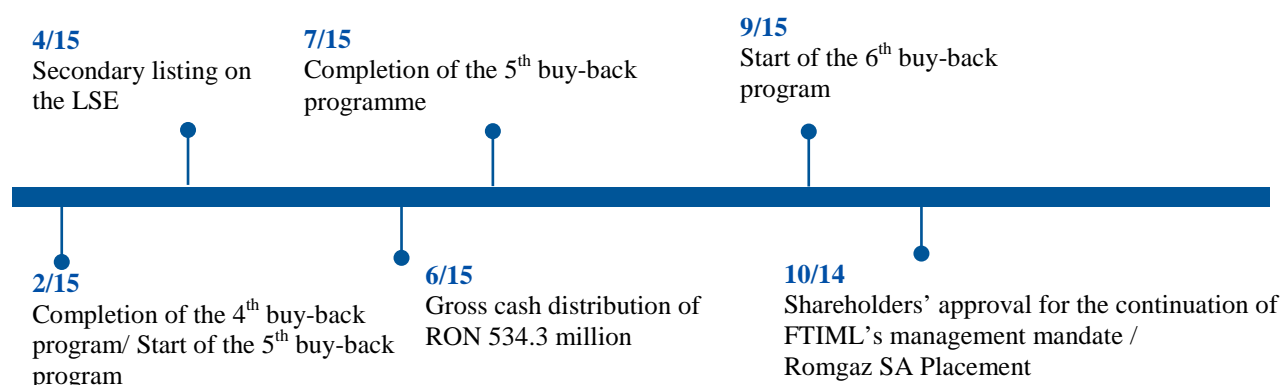 4/15
Secondary listing on
the LSE
7/15
Completion of the 5th buy-back
programme
9/15
Start of the 6th buy-back
program
2/15
Completion of the 4th buy-back
program/ Start of the 5th buy-back
program
6/15
Gross cash distribution of
RON 534.3 million
10/14
Shareholders’ approval for the continuation of
FTIML’s management mandate /
Romgaz SA Placement